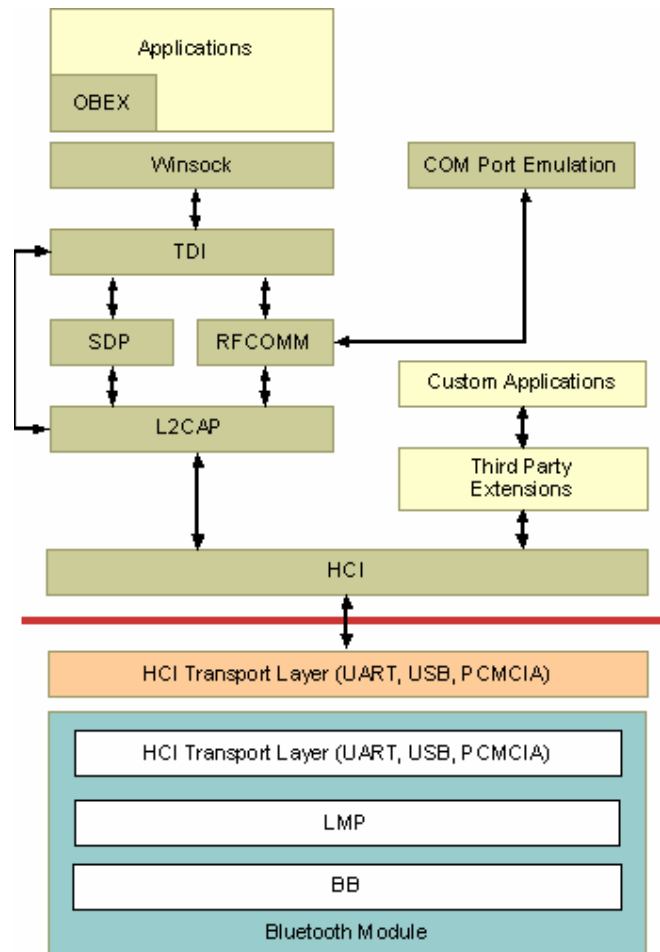 Applications
OBEX
Winsock
COM Port Emulation
TDI
SDP
RFCOMM
Custom Applications
L2CAP
Third Party
Extensions
HCI
HCI Transport Layer (UART, USB, PCMCIA)
HCI Transport Layer (UART, USB, PCMCIA)
LMP
BB
Bluetooth Module